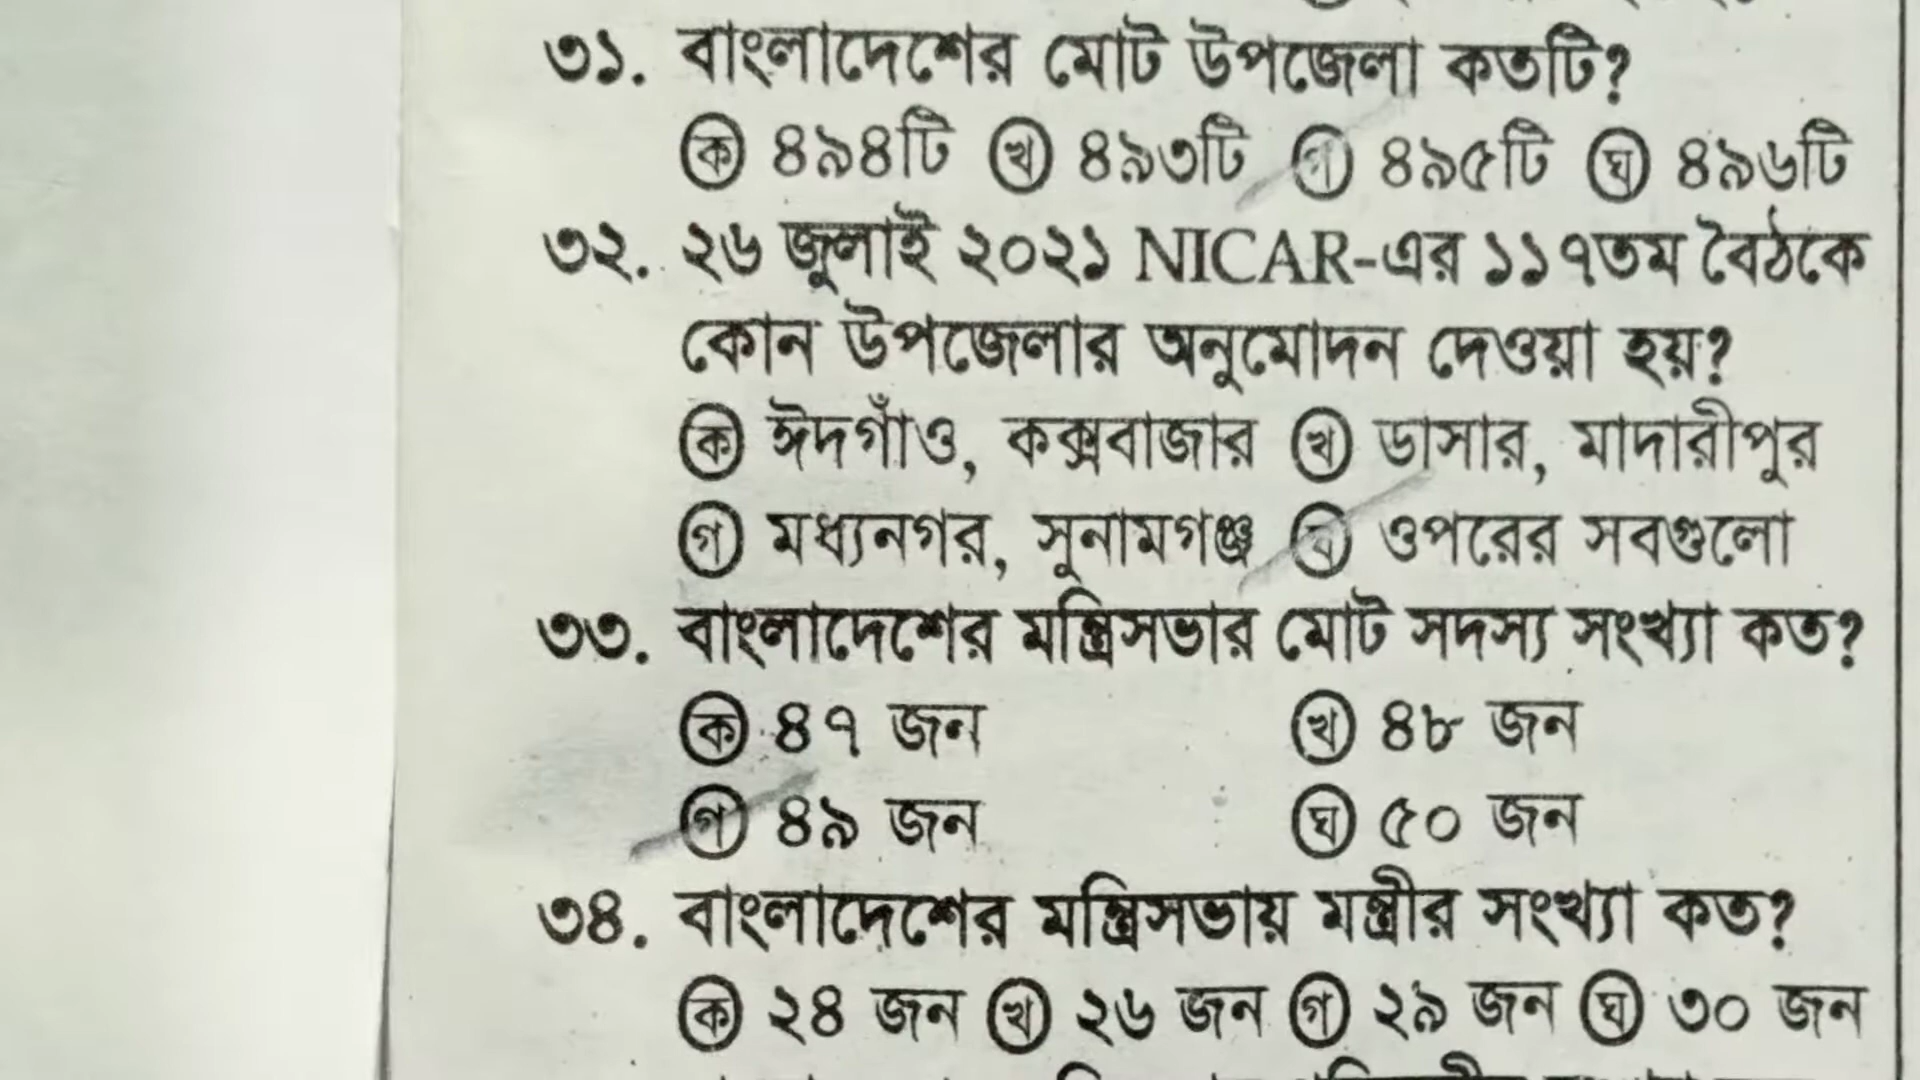 ৩১. বাংলাদেশের মোট উপজেলা কতটি?
ক ৪৯৪টি খ ৪৯৩টি গ ৪৯৫টি ঘ ৪৯৬টি
৩২. ২৬ জুলাই ২০২১ NICAR-এর ১১৭তম বৈঠকে
কোন উপজেলার অনুমোদন দেওয়া হয়?
ক ঈদগাঁও, কক্সবাজার খ ডাসার, মাদারীপুর
গ মধ্যনগর, সুনামগঞ্জ ঘ ওপরের সবগুলো
৩৩. বাংলাদেশের মন্ত্রিসভার মোট সদস্য সংখ্যা কত?
ক ৪৭ জন খ ৪৮ জন
গ ৪৯ জন ঘ ৫০ জন
৩৪. বাংলাদেশের মন্ত্রিসভায় মন্ত্রীর সংখ্যা কত?
ক ২৪ জন খ ২৬ জন গ ২৯ জন ঘ ৩০ জন